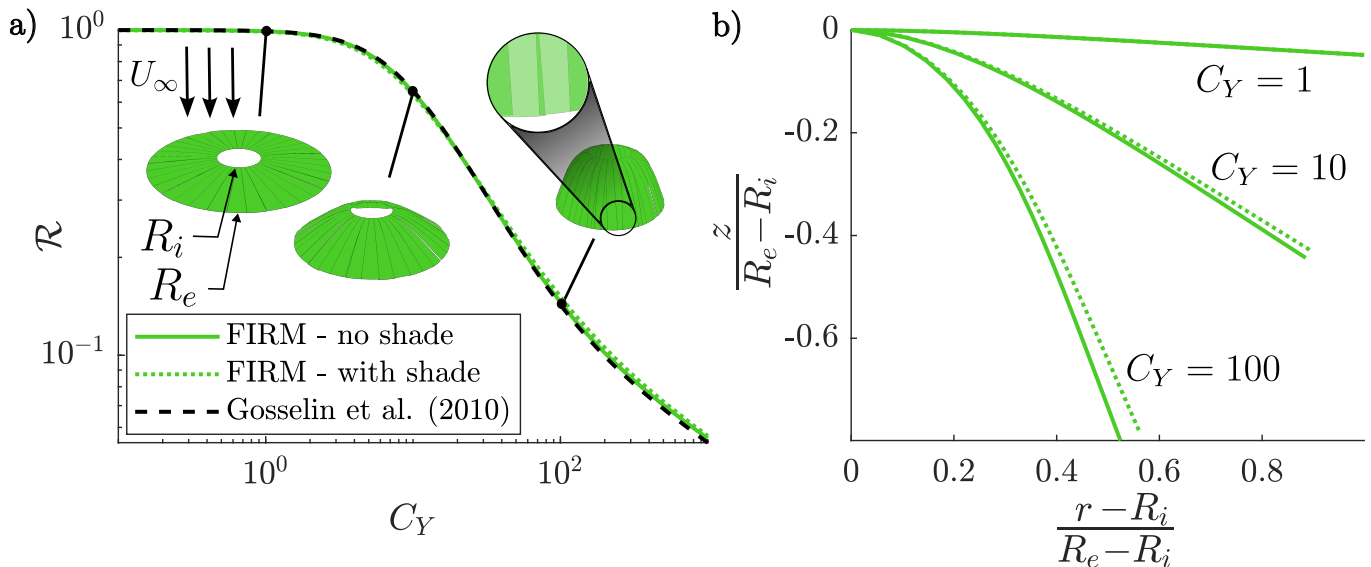 a)
10^0
U_∞
R_i
R_e
ℛ
10^-1
FIRM - no shade
FIRM - with shade
Gosselin et al. (2010)
10^0
10^2
C_Y
b)
0
-0.2
-0.4
-0.6
z
R_e−R_i
C_Y = 1
C_Y = 10
C_Y = 100
0
0.2
0.4
0.6
0.8
r − R_i
R_e−R_i